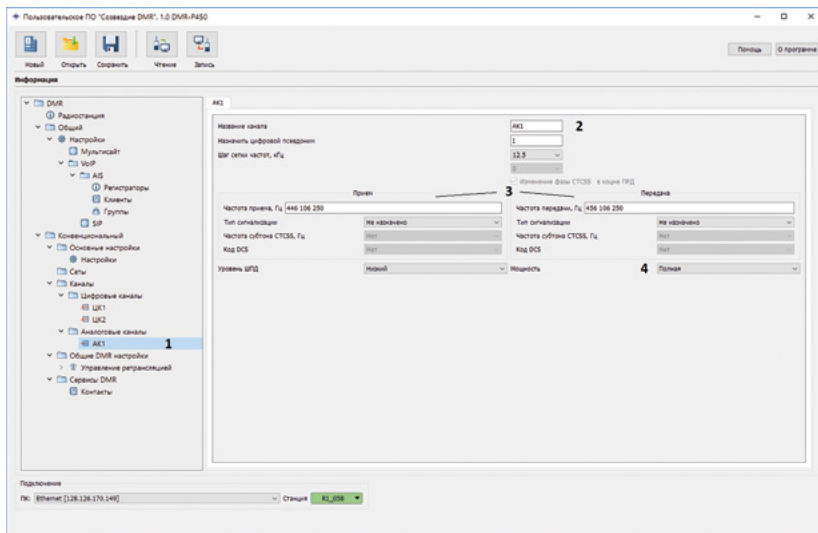 Пользовательское ПО "Созвездие DMR". 1.0 DMR-P450
Новый Открыть Сохранить Чтение Запись
Помощь О программе
Информация
DMR
Радиостанция
Общий
Настройки
Мультисайт
VoIP
AIS
Регистраторы
Клиенты
Группы
SIP
Конвенциональный
Основные настройки
Настройки
Сеты
Каналы
Цифровые каналы
ЦК1
ЦК2
Аналоговые каналы
АК1 1
Общие DMR настройки
Управление ретрансляцией
Сервисы DMR
Контакты
АК1
Название канала АК1 2
Назначить цифровой псевдоним 1
Шаг сетки частот, кГц 12.5
0
Изменение фазы CTCSS в конце ПРД
Прием 3 Передача
Частота приема, Гц 446 106 250 Частота передачи, Гц 456 106 250
Тип сигнализации Не назначено Тип сигнализации Не назначено
Частота субтона CTCSS, Гц Нет Частота субтона CTCSS, Гц Нет
Код DCS Нет Код DCS Нет
Уровень ШПД Низкий Мощность 4 Полная
Подключение
ПК: Ethernet [128.126.170.149] Станция R1_058